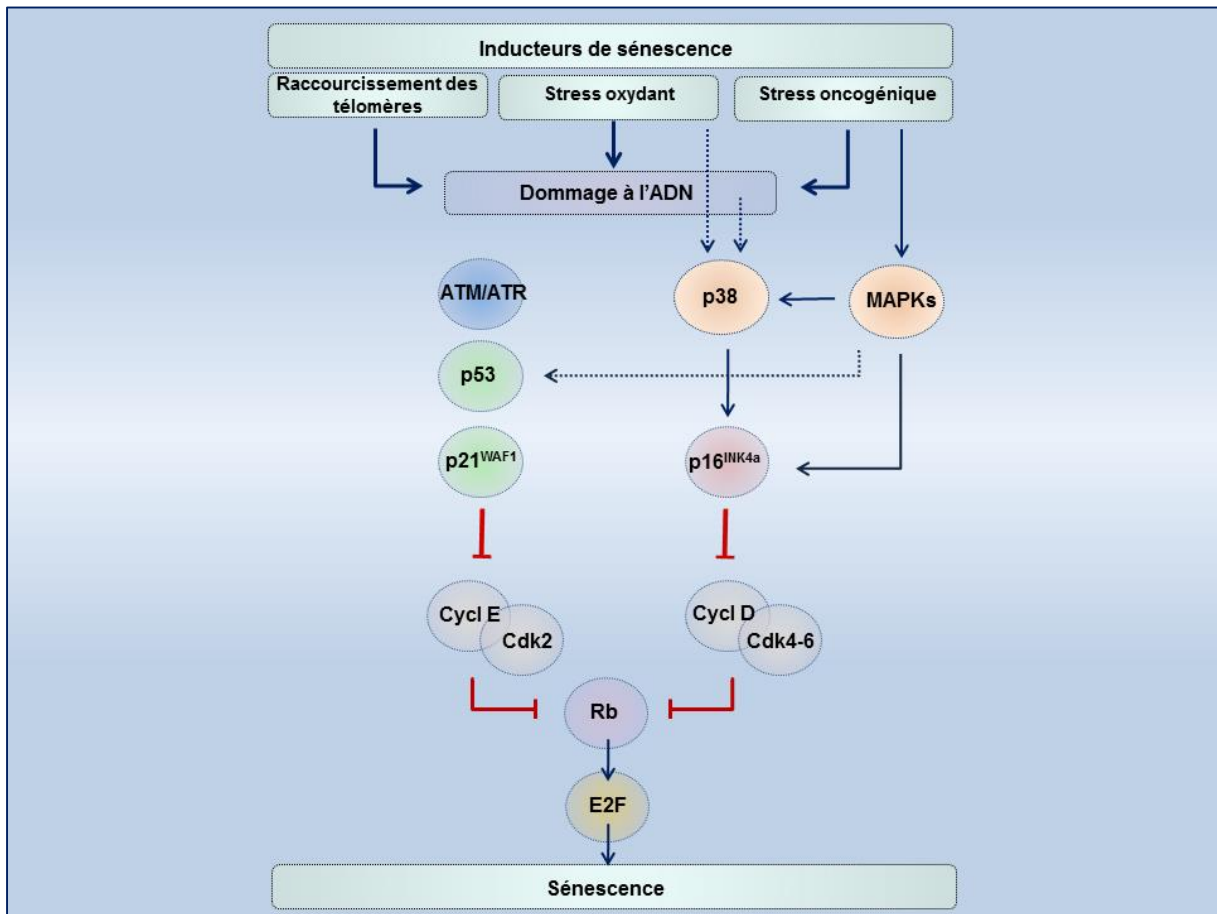 Inducteurs de sénescence
Raccourcissement des
télomères
Stress oxydant
Stress oncogénique
Dommage à l'ADN
ATM/ATR
p38
MAPKs
p53
p21WAF1
p16INK4a
Cycl E
Cdk2
Cycl D
Cdk4-6
Rb
E2F
Sénescence